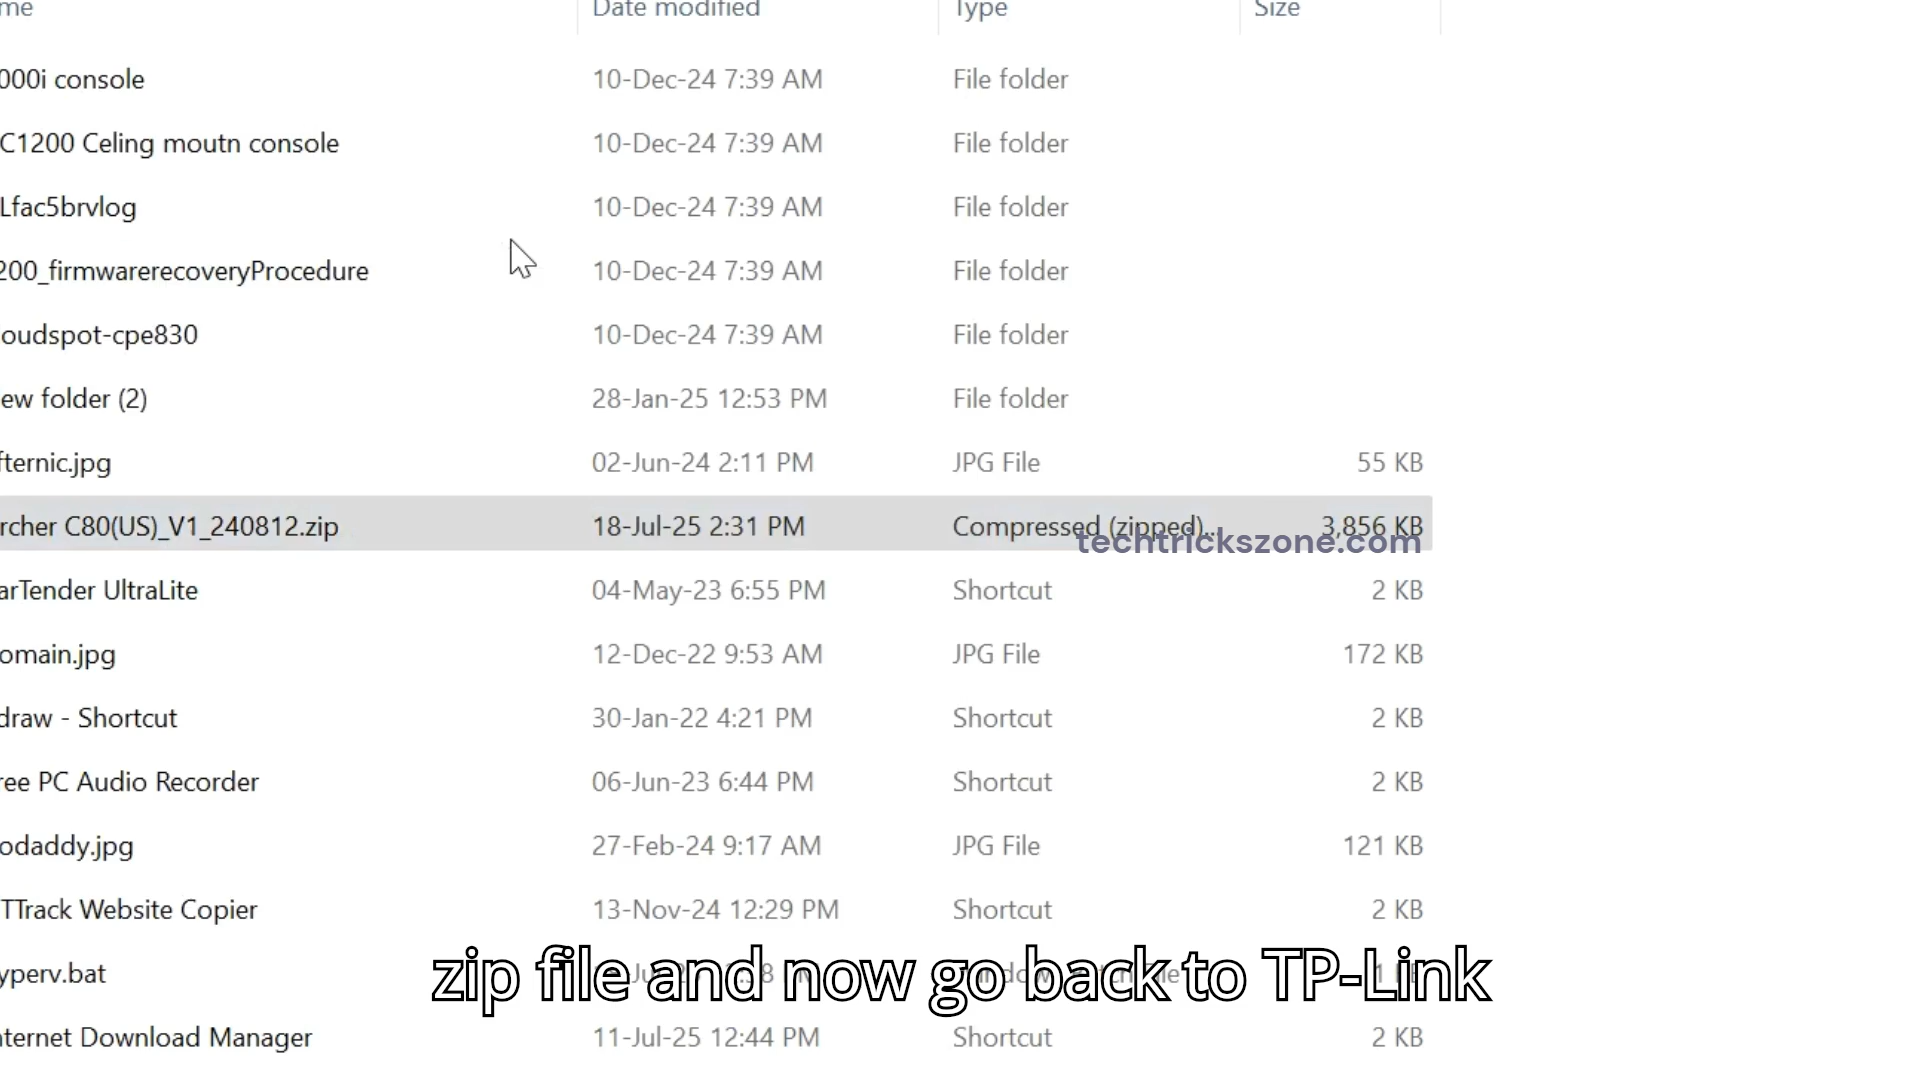 me Date modified Type Size
000i console 10-Dec-24 7:39 AM File folder
C1200 Celing moutn console 10-Dec-24 7:39 AM File folder
Lfac5brvlog 10-Dec-24 7:39 AM File folder
200_firmwarerecoveryProcedure 10-Dec-24 7:39 AM File folder
oudspot-cpe830 10-Dec-24 7:39 AM File folder
ew folder (2) 28-Jan-25 12:53 PM File folder
fternic.jpg 02-Jun-24 2:11 PM JPG File 55 KB
rcher C80(US)_V1_240812.zip 18-Jul-25 2:31 PM Compressed (zipped)... 3,856 KB
techtrickszone.com
arTender UltraLite 04-May-23 6:55 PM Shortcut 2 KB
omain.jpg 12-Dec-22 9:53 AM JPG File 172 KB
draw - Shortcut 30-Jan-22 4:21 PM Shortcut 2 KB
ree PC Audio Recorder 06-Jun-23 6:44 PM Shortcut 2 KB
odaddy.jpg 27-Feb-24 9:17 AM JPG File 121 KB
TTrack Website Copier 13-Nov-24 12:29 PM Shortcut 2 KB
yperv.bat
zip file and now go back to TP-Link
nternet Download Manager 11-Jul-25 12:44 PM Shortcut 2 KB